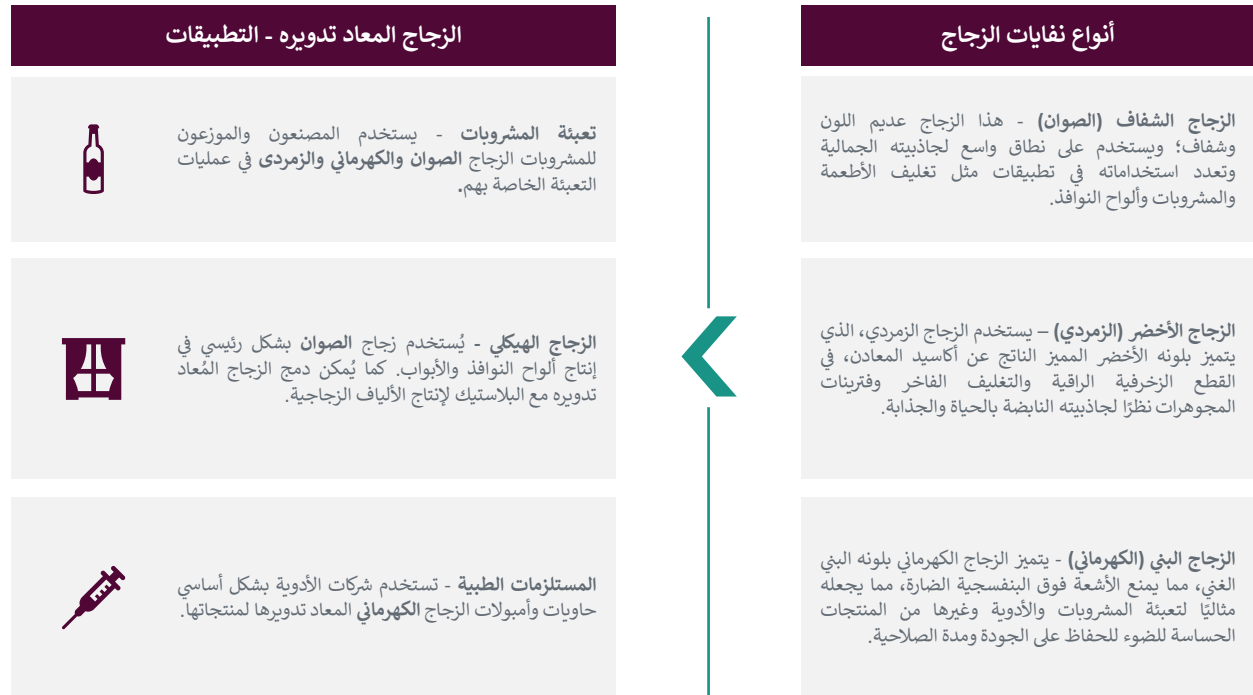 أنواع نفايات الزجاج
الزجاج الشفاف (الصوان) - هذا الزجاج عديم اللون
وشفاف؛ ويستخدم على نطاق واسع لجاذبيته الجمالية
وتعدد استخداماته في تطبيقات مثل تغليف الأطعمة
والمشروبات وألواح النوافذ.
الزجاج الأخضر (الزمردي) – يستخدم الزجاج الزمردي، الذي
يتميز بلونه الأخضر المميز الناتج عن أكاسيد المعادن، في
القطع الزخرفية الراقية والتغليف الفاخر وفترينات
المجوهرات نظرًا لجاذبيته النابضة بالحياة والجذابة.
الزجاج البني (الكهرماني) - يتميز الزجاج الكهرماني بلونه البني
الغني، مما يمنع الأشعة فوق البنفسجية الضارة، مما يجعله
مثاليًا لتعبئة المشروبات والأدوية وغيرها من المنتجات
الحساسة للضوء للحفاظ على الجودة ومدة الصلاحية.
الزجاج المعاد تدويره - التطبيقات
تعبئة المشروبات - يستخدم المصنعون والموزعون
للمشروبات الزجاج الصوان والكهرماني والزمردى في عمليات
التعبئة الخاصة بهم.
الزجاج الهيكلي - يُستخدم زجاج الصوان بشكل رئيسي في
إنتاج ألواح النوافذ والأبواب. كما يُمكن دمج الزجاج المُعاد
تدويره مع البلاستيك لإنتاج الألياف الزجاجية.
المستلزمات الطبية - تستخدم شركات الأدوية بشكل أساسي
حاويات وأمبولات الزجاج الكهرماني المعاد تدويرها لمنتجاتها.